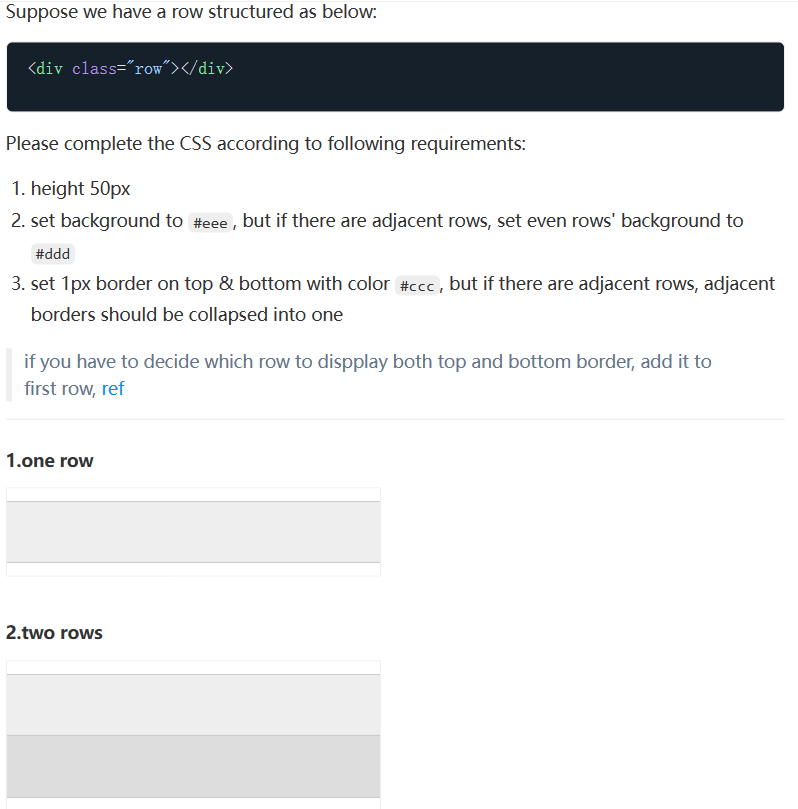 Suppose we have a row structured as below:
<div class="row"></div>
Please complete the CSS according to following requirements:
1. height 50px
2. set background to #eee, but if there are adjacent rows, set even rows' background to
#ddd
3. set 1px border on top & bottom with color #ccc, but if there are adjacent rows, adjacent
borders should be collapsed into one
if you have to decide which row to dispplay both top and bottom border, add it to
first row, ref
1.one row
2.two rows